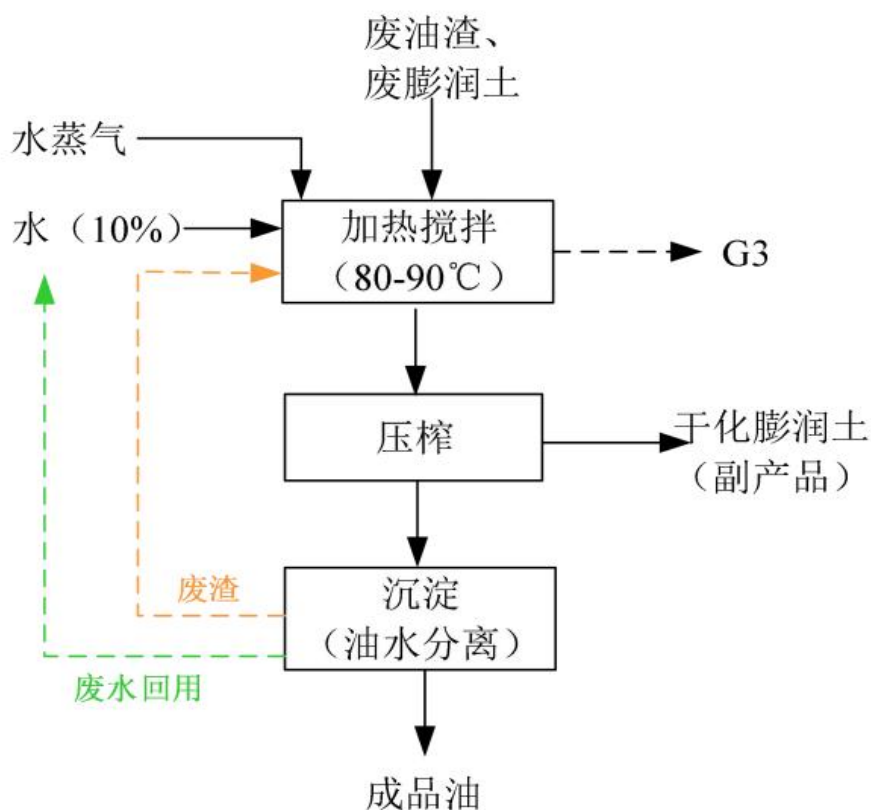 废油渣、
废膨润土
水蒸气
水（10%）
加热搅拌
（80-90℃）
G3
压榨
干化膨润土
（副产品）
废渣
沉淀
（油水分离）
废水回用
成品油